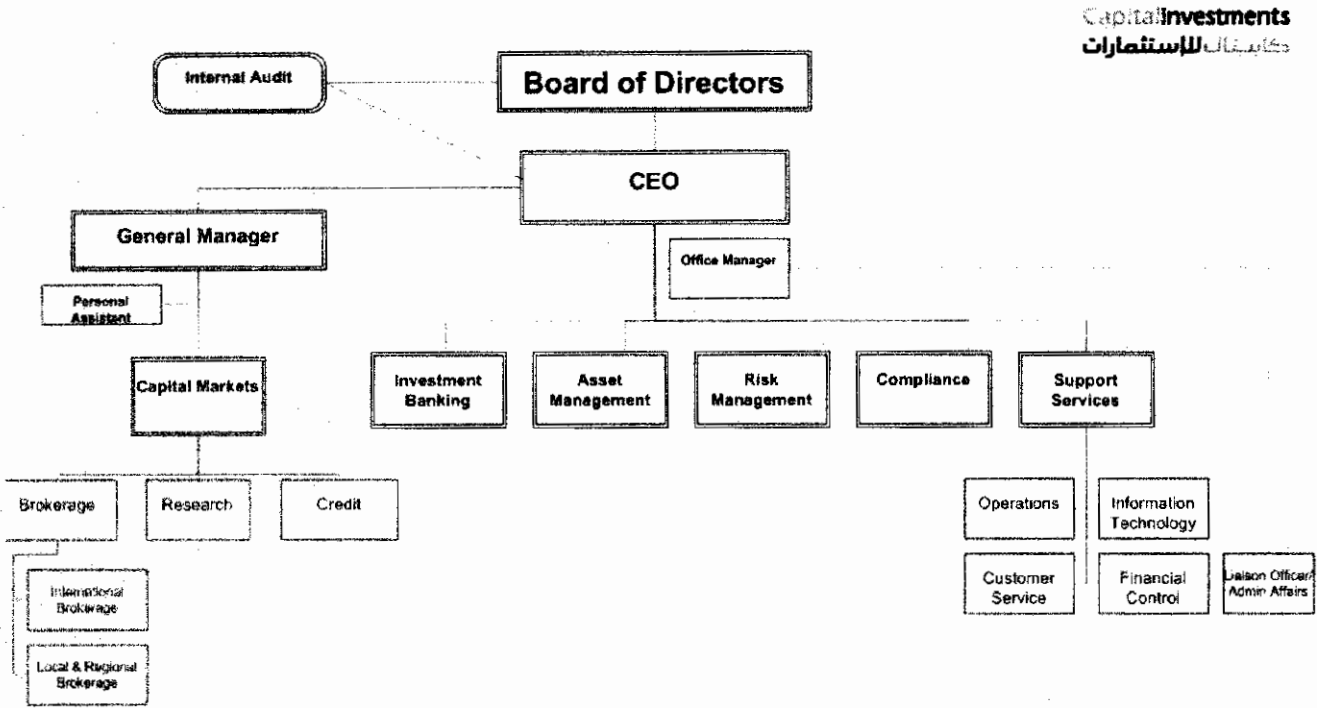 CapitalInvestments
كابيتال للإستثمارات
Internal Audit
Board of Directors
CEO
General Manager
Office Manager
Personal
Assistant
Capital Markets
Investment
Banking
Asset
Management
Risk
Management
Compliance
Support
Services
Brokerage
Research
Credit
Operations
Information
Technology
International
Brokerage
Customer
Service
Financial
Control
Liaison Officer/
Admin Affairs
Local & Regional
Brokerage